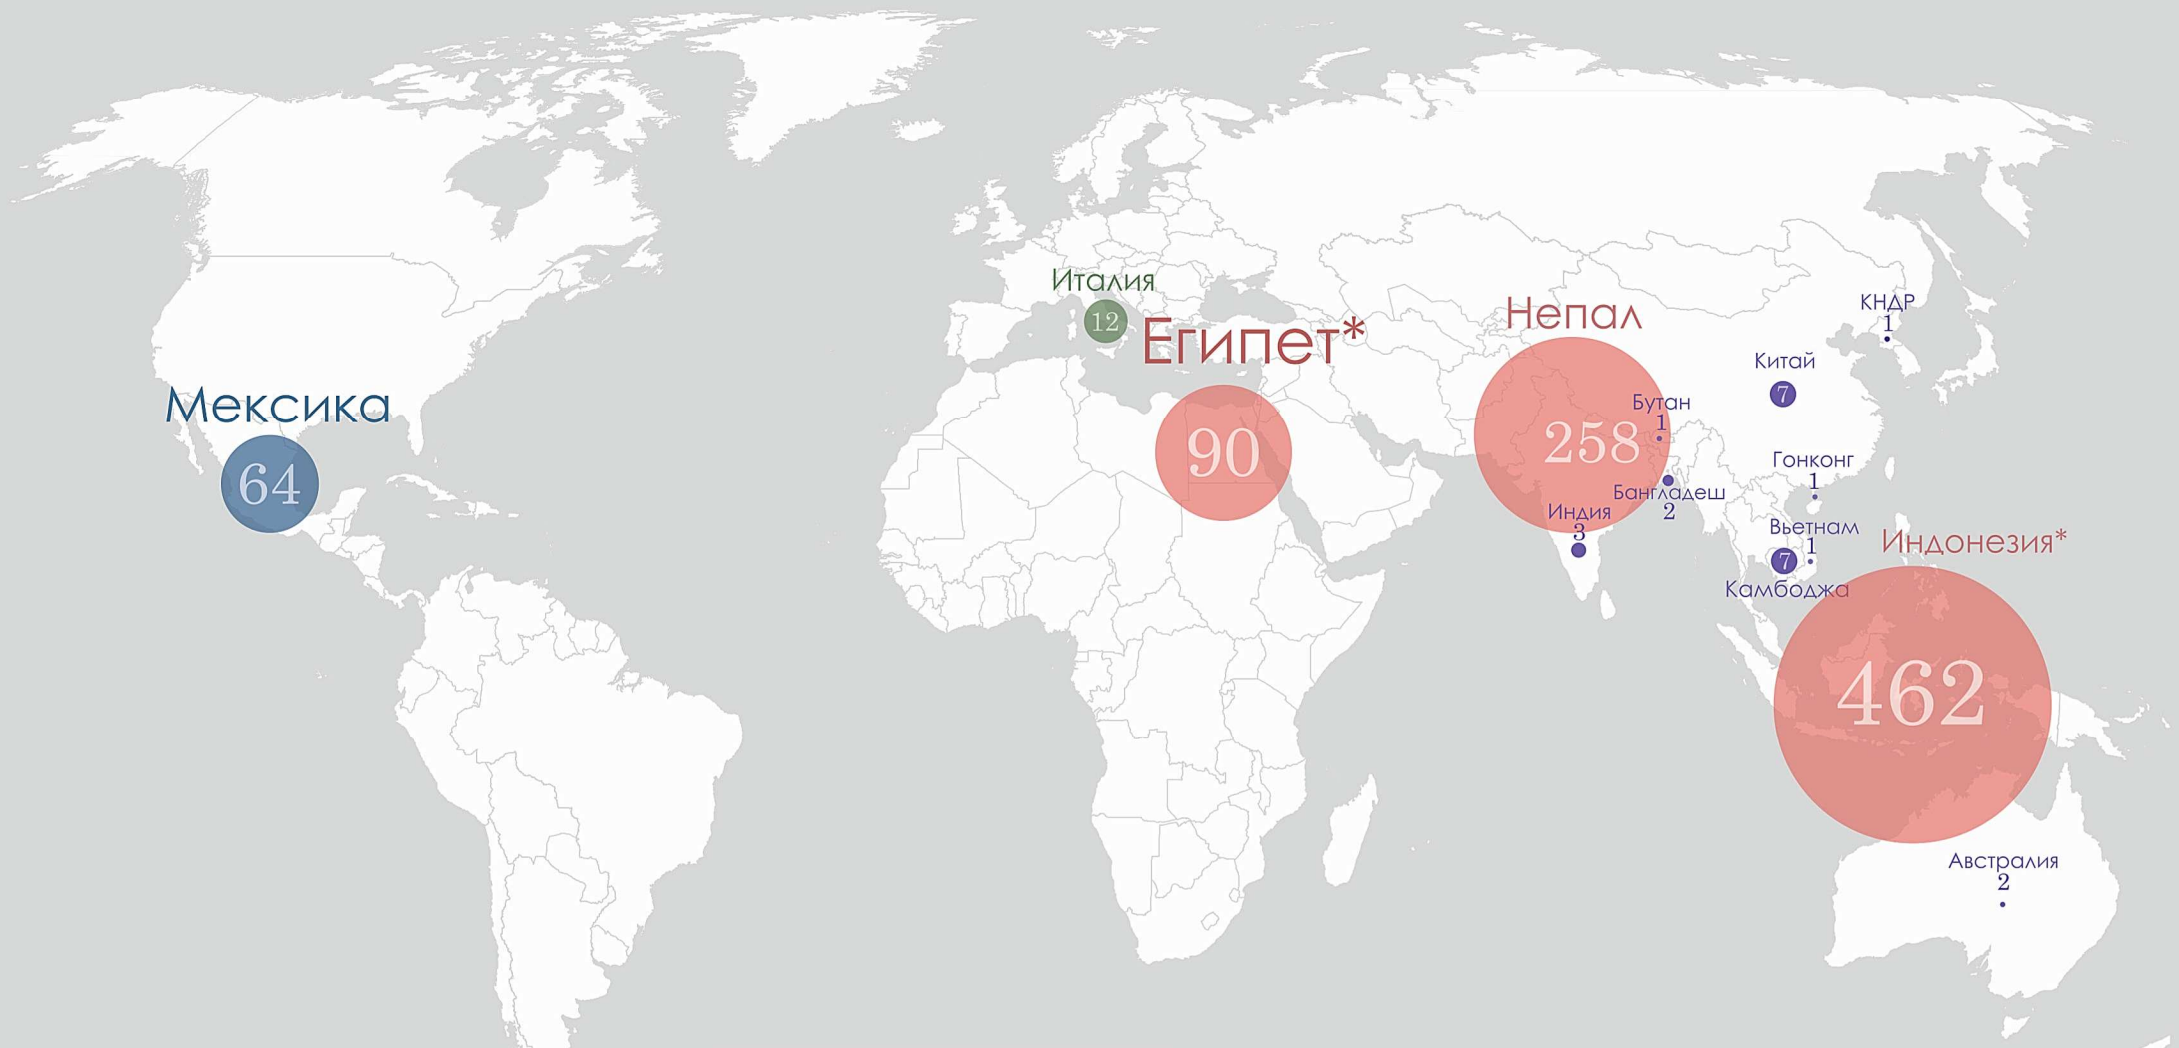 Италия
12
Египет*
90
Мексика
64
Непал
258
КНДР
1
Китай
7
Бутан
1
Гонконг
1
Бангладеш
2
Индия
3
Вьетнам
1
7
Камбоджа
Индонезия*
462
Австралия
2